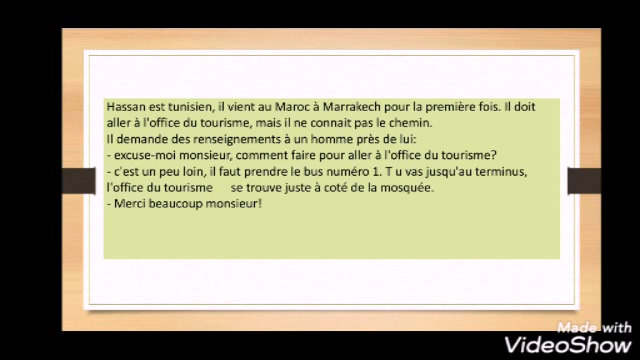 Hassan est tunisien, il vient au Maroc à Marrakech pour la première fois. Il doit
aller à l'office du tourisme, mais il ne connait pas le chemin.
Il demande des renseignements à un homme près de lui:
- excuse-moi monsieur, comment faire pour aller à l'office du tourisme?
- c'est un peu loin, il faut prendre le bus numéro 1. T u vas jusqu'au terminus,
l'office du tourisme se trouve juste à coté de la mosquée.
- Merci beaucoup monsieur!
Made with
VideoShow